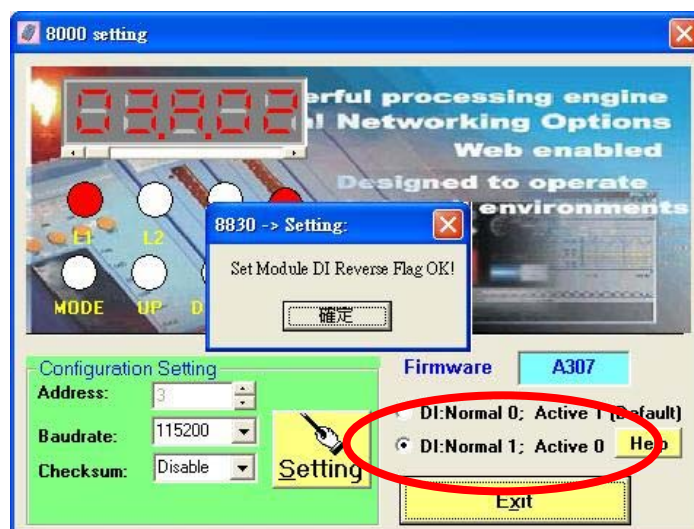 8000 setting
erful processing engine
l Networking Options
Web enabled
Designed to operate
environments
L1
L2
MODE
UP
D
8830 -> Setting:
Set Module DI Reverse Flag OK!
確定
Configuration Setting
Address:
3
Baudrate:
115200
Checksum:
Disable
Setting
Firmware
A307
DI:Normal 0; Active 1 (Default)
DI:Normal 1; Active 0
Help
Exit